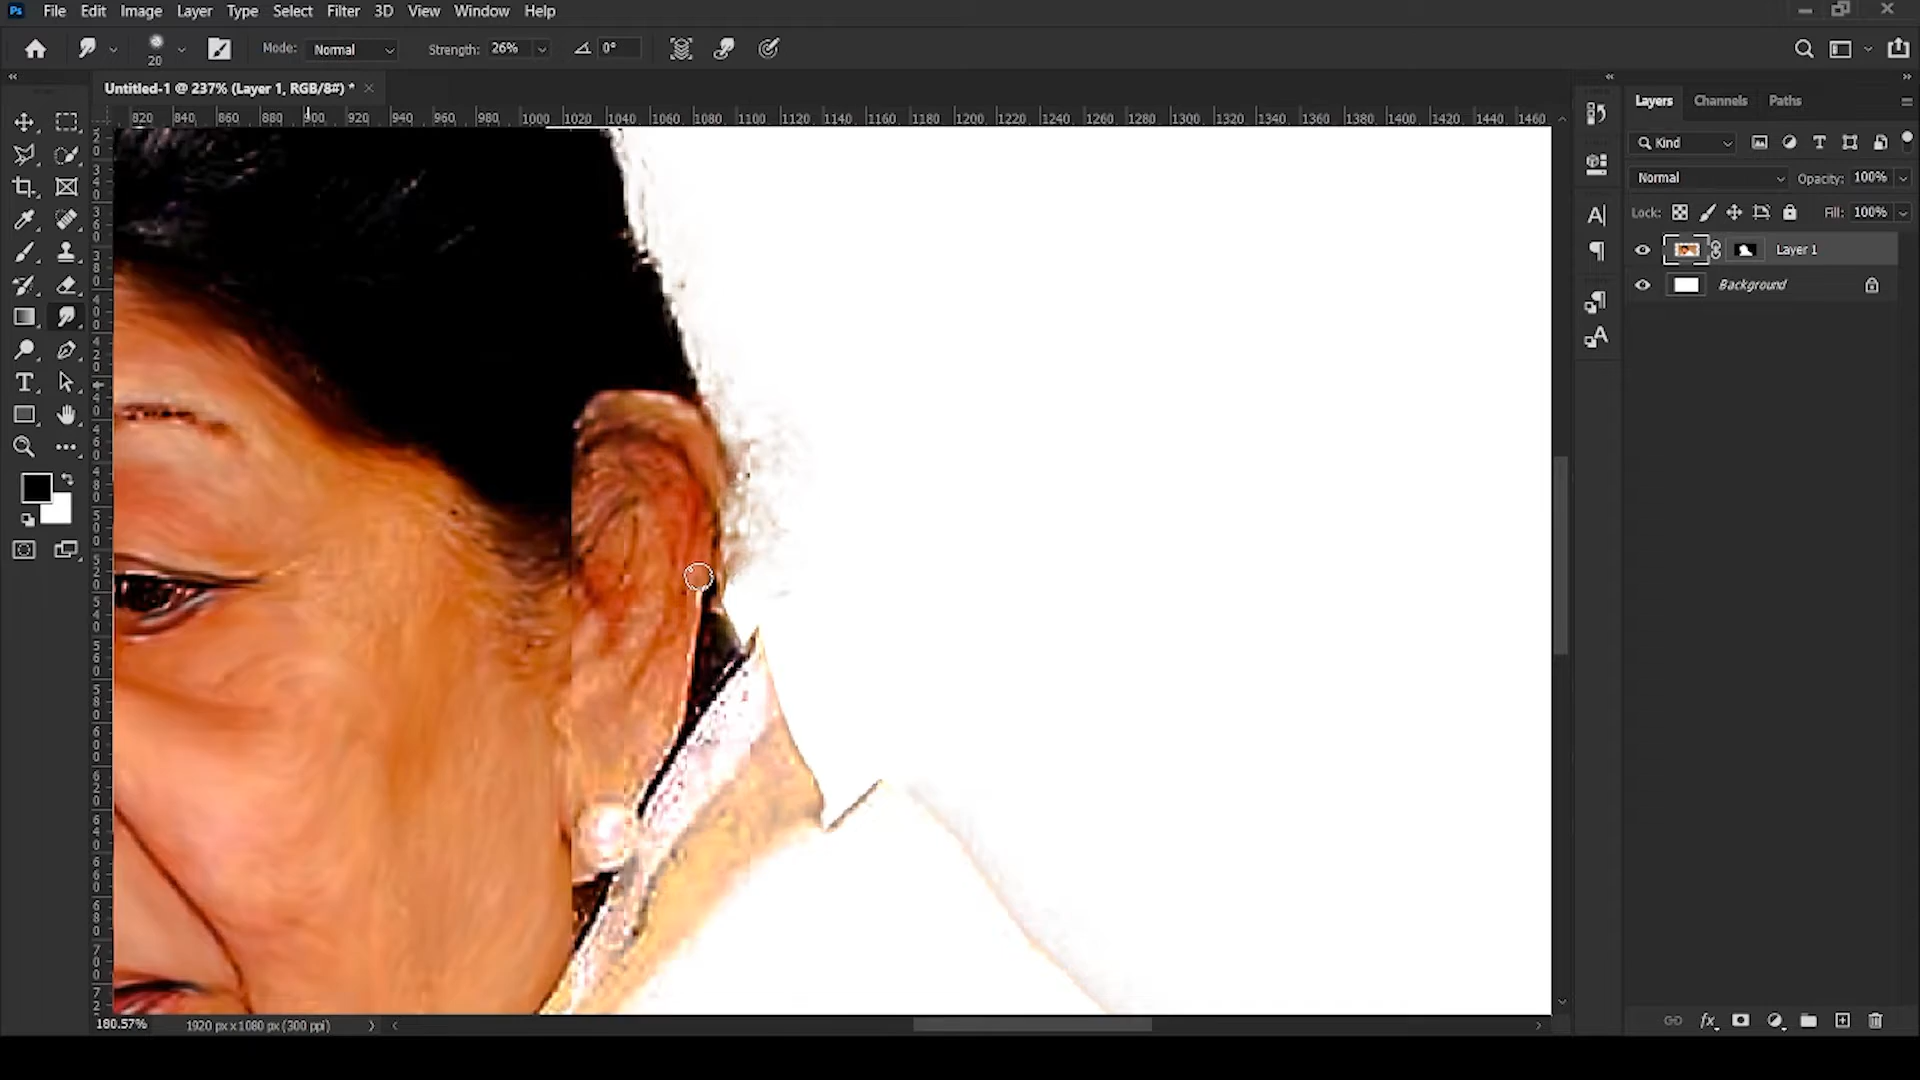 Ps File Edit Image Layer Type Select Filter 3D View Window Help
20 Mode: Normal Strength: 26% 0°
Untitled-1 @ 237% (Layer 1, RGB/8#) *
820 840 860 880 900 920 940 960 980 1000 1020 1040 1060 1080 1100 1120 1140 1160 1180 1200 1220 1240 1260 1280 1300 1320 1340 1360 1380 1400 1420 1440 1460
Layers Channels Paths
Kind
Normal Opacity: 100%
Lock: Fill: 100%
Layer 1
Background
180.57% 1920 px x 1080 px (300 ppi)